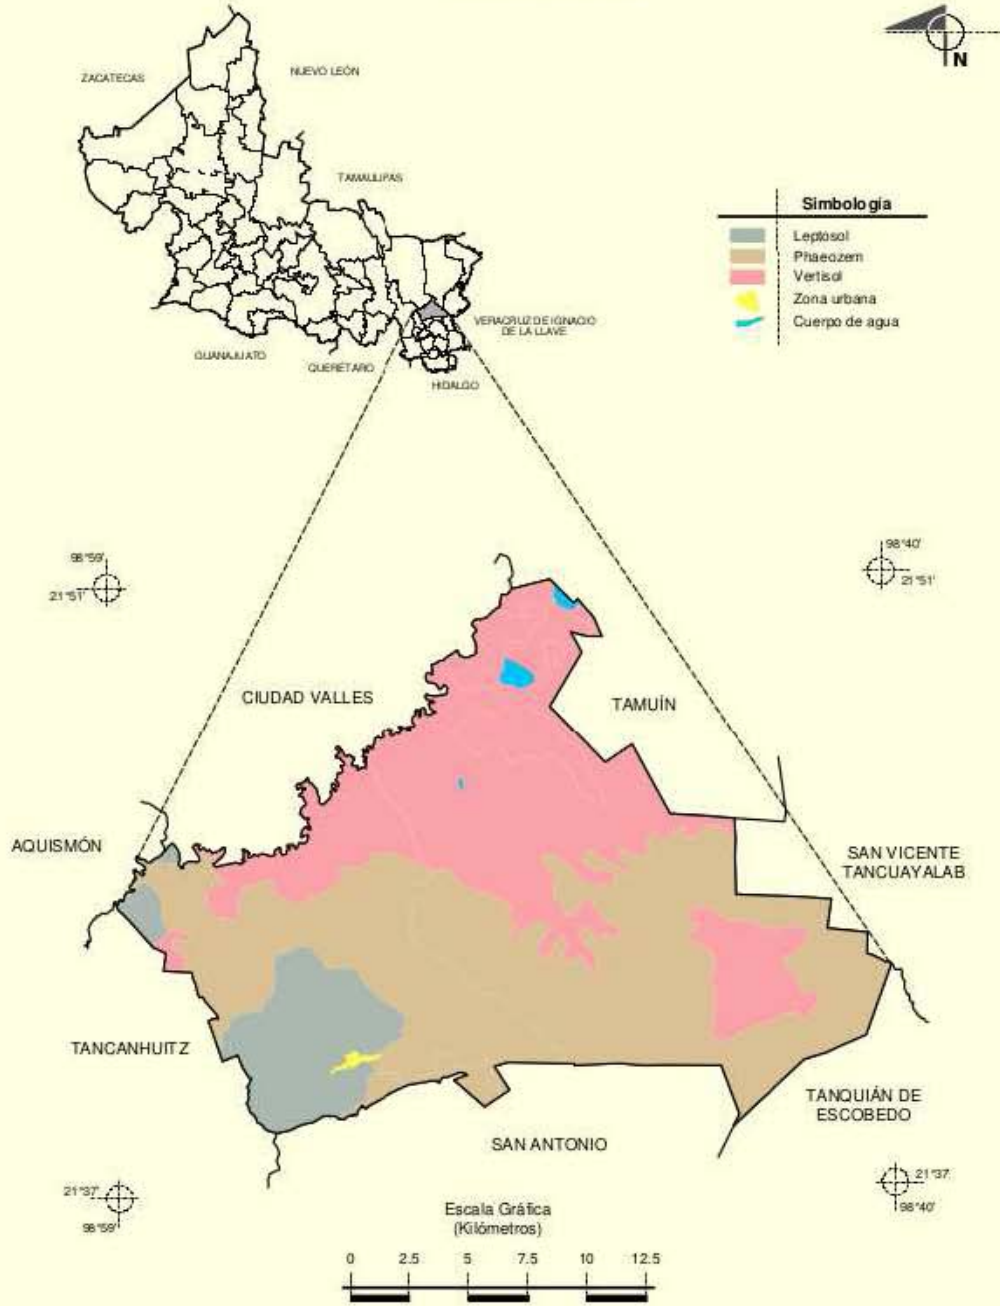 N
ZACATECAS
NUEVO LEÓN
TAMAULIPAS
VERACRUZ DE IGNACIO
DE LA LLAVE
GUANAJUATO
QUERÉTARO
HIDALGO
Simbología
Leptosol
Phaeozem
Vertisol
Zona urbana
Cuerpo de agua
98°59'
21°51'
98°40'
21°51'
CIUDAD VALLES
TAMUÍN
AQUISMÓN
SAN VICENTE
TANCUAYALAB
TANCANHUITZ
TANQUIÁN DE
ESCOBEDO
SAN ANTONIO
21°37'
98°59'
21°37'
98°40'
Escala Gráfica
(Kilómetros)
0 2.5 5 7.5 10 12.5